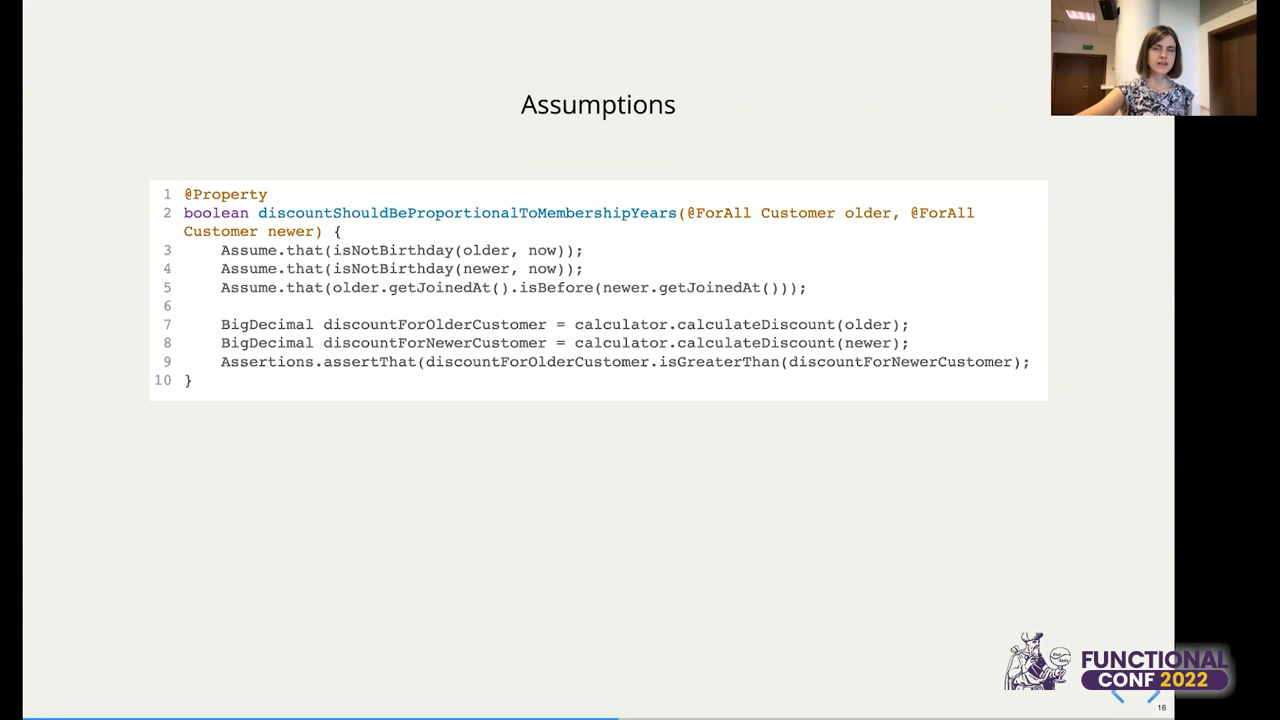 Assumptions
1 @Property
2 boolean discountShouldBeProportionalToMembershipYears(@ForAll Customer older, @ForAll
Customer newer) {
3 Assume.that(isNotBirthday(older, now));
4 Assume.that(isNotBirthday(newer, now));
5 Assume.that(older.getJoinedAt().isBefore(newer.getJoinedAt()));
6
7 BigDecimal discountForOlderCustomer = calculator.calculateDiscount(older);
8 BigDecimal discountForNewerCustomer = calculator.calculateDiscount(newer);
9 Assertions.assertThat(discountForOlderCustomer.isGreaterThan(discountForNewerCustomer);
10 }
FUNCTIONAL
CONF 2022
16